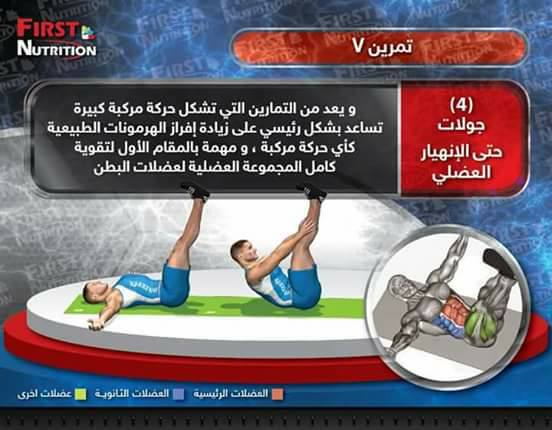 FIRST
NUTRITION
تمرين V
(4)
جولات
حتى الإنهيار
العضلي
و يعد من التمارين التي تشكل حركة مركبة كبيرة
تساعد بشكل رئيسي على زيادة إفراز الهرمونات الطبيعية
كأي حركة مركبة ، و مهمة بالمقام الأول لتقوية
كامل المجموعة العضلية لعضلات البطن
العضلات الرئيسية
العضلات الثانوية
عضلات اخرى